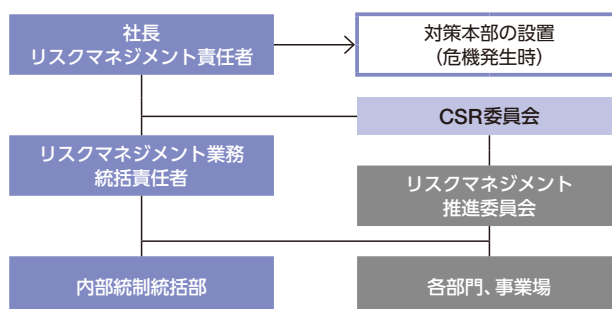 社長
リスクマネジメント責任者
対策本部の設置
(危機発生時)
CSR委員会
リスクマネジメント業務
統括責任者
リスクマネジメント
推進委員会
内部統制統括部
各部門、事業場